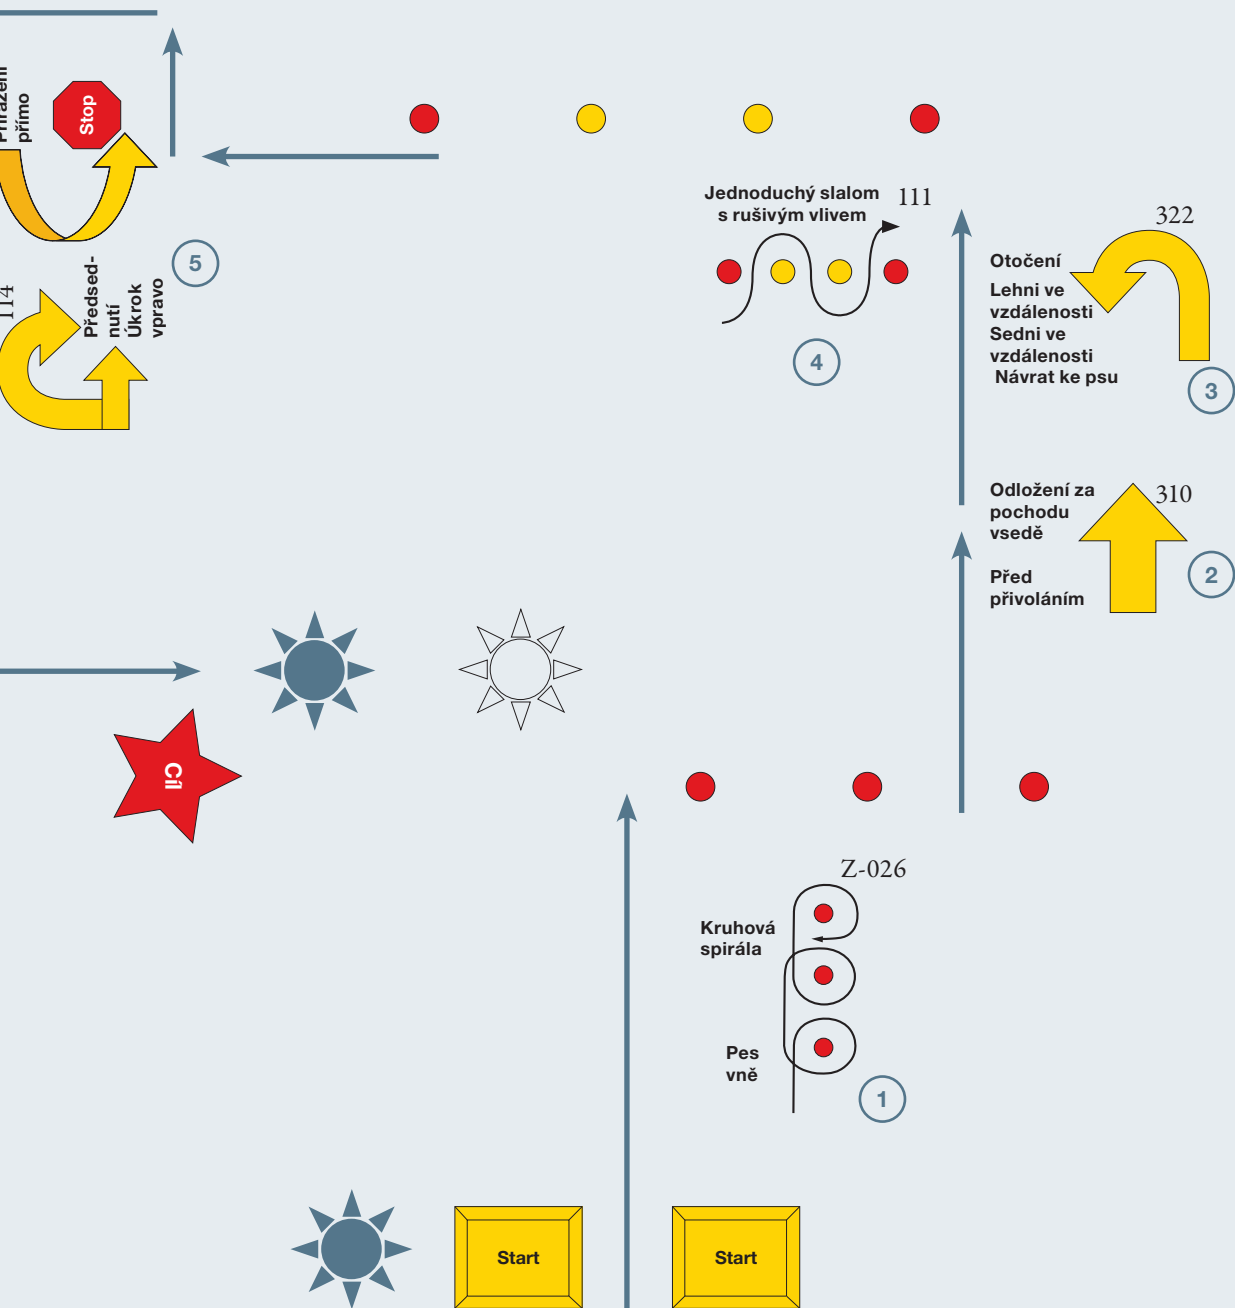 Přiřazení
přímo
Stop
5
114
Předsed-
nutí
Úkrok
vpravo
Jednoduchý slalom
s rušivým vlivem
111
4
322
Otočení
Lehni ve
vzdálenosti
Sedni ve
vzdálenosti
Návrat ke psu
3
310
Odložení za
pochodu
vsedě
Před
přivoláním
2
Cíl
Z-026
Kruhová
spirála
Pes
vně
1
Start
Start